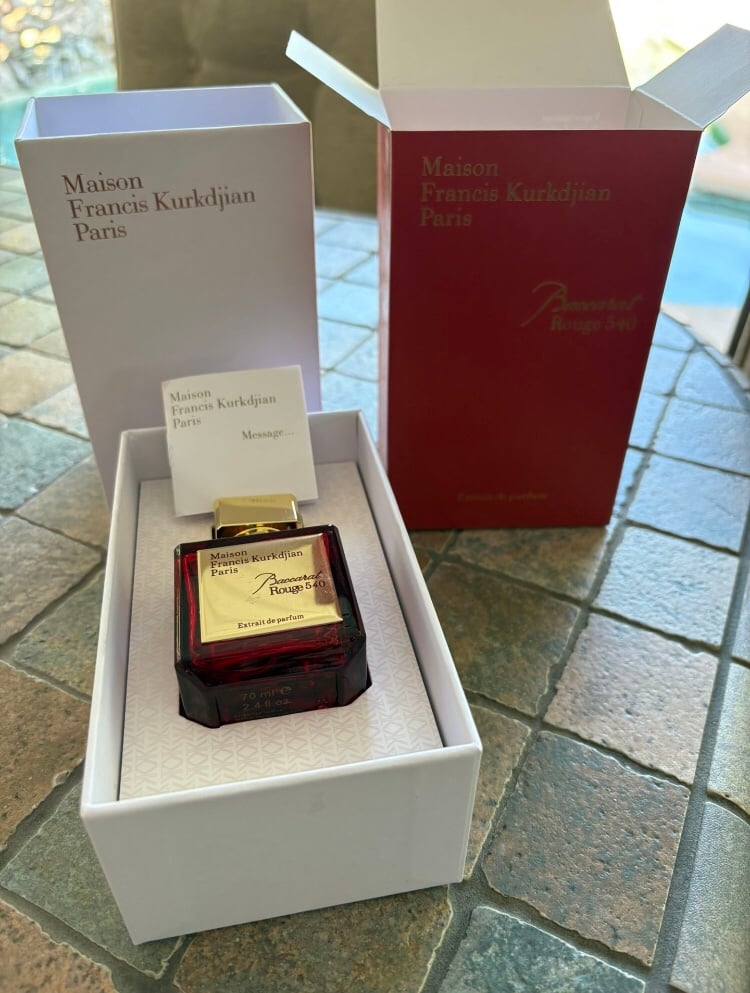 Maison
Francis Kurkdjian
Paris
Maison
Francis Kurkdjian
Paris
Baccarat
Rouge 540
Extrait de parfum
Maison
Francis Kurkdjian
Paris
Message...
Maison
Francis Kurkdjian
Paris
Baccarat
Rouge 540
Extrait de parfum
70 ml e
2.4 fl oz